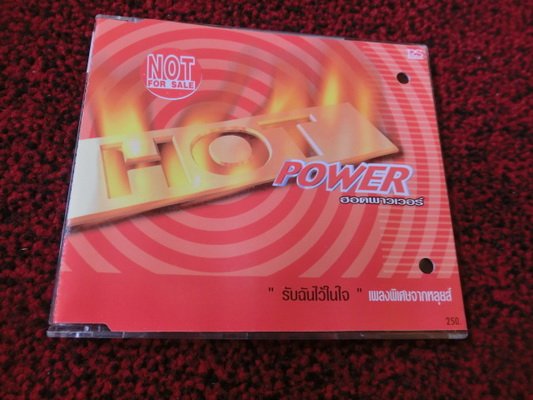 NOT
FOR SALE
HOT
POWER
ฮอตพาวเวอร์
" รับฉันไว้ในใจ " เพลงพิเศษจากหลุยส์
250